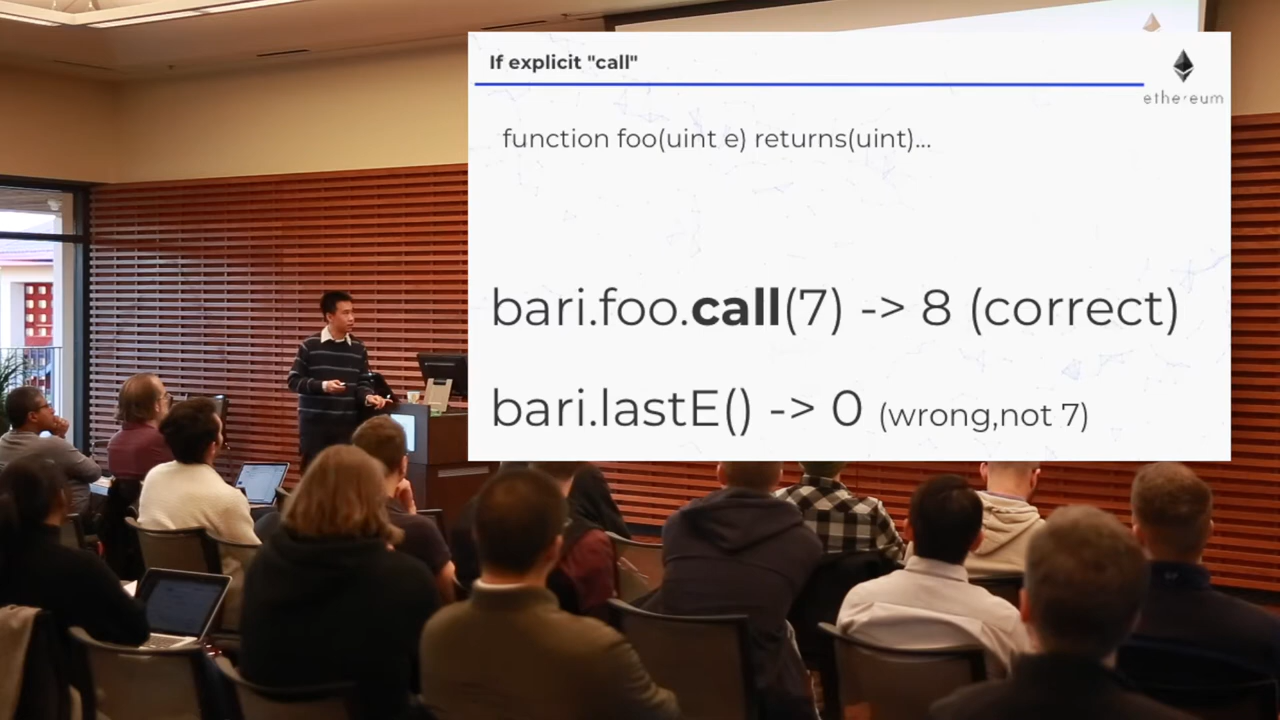 If explicit "call"
ethereum
function foo(uint e) returns(uint)...
bari.foo.call(7) -> 8 (correct)
bari.lastE() -> 0 (wrong,not 7)